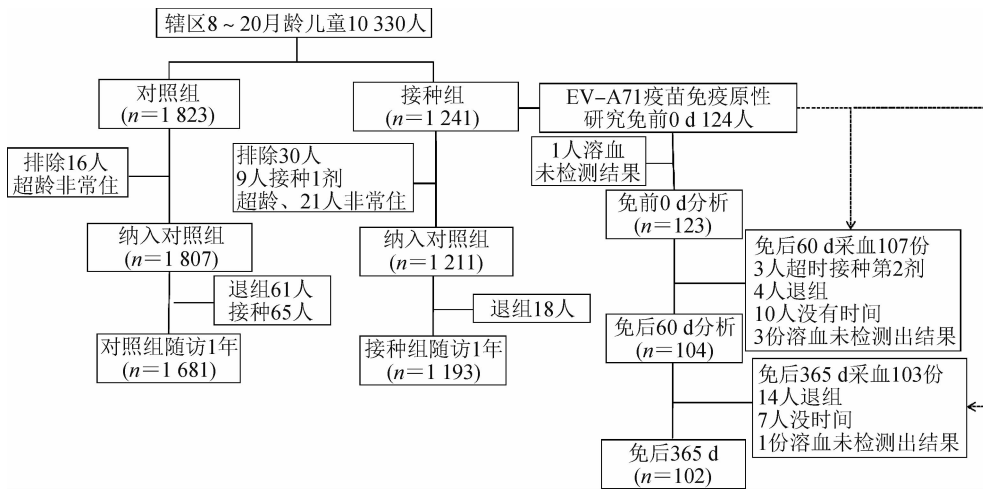 辖区8～20月龄儿童10 330人
对照组
(n=1 823)
接种组
(n=1 241)
EV-A71疫苗免疫原性
研究免前0 d 124人
排除16人
超龄非常住
排除30人
9人接种1剂
超龄、21人非常住
1人溶血
未检测结果
免前0 d分析
(n=123)
纳入对照组
(n=1 807)
纳入对照组
(n=1 211)
免后60 d采血107份
3人超时接种第2剂
4人退组
10人没有时间
3份溶血未检测出结果
退组61人
接种65人
退组18人
免后60 d分析
(n=104)
对照组随访1年
(n=1 681)
接种组随访1年
(n=1 193)
免后365 d采血103份
14人退组
7人没时间
1份溶血未检测出结果
免后365 d
(n=102)